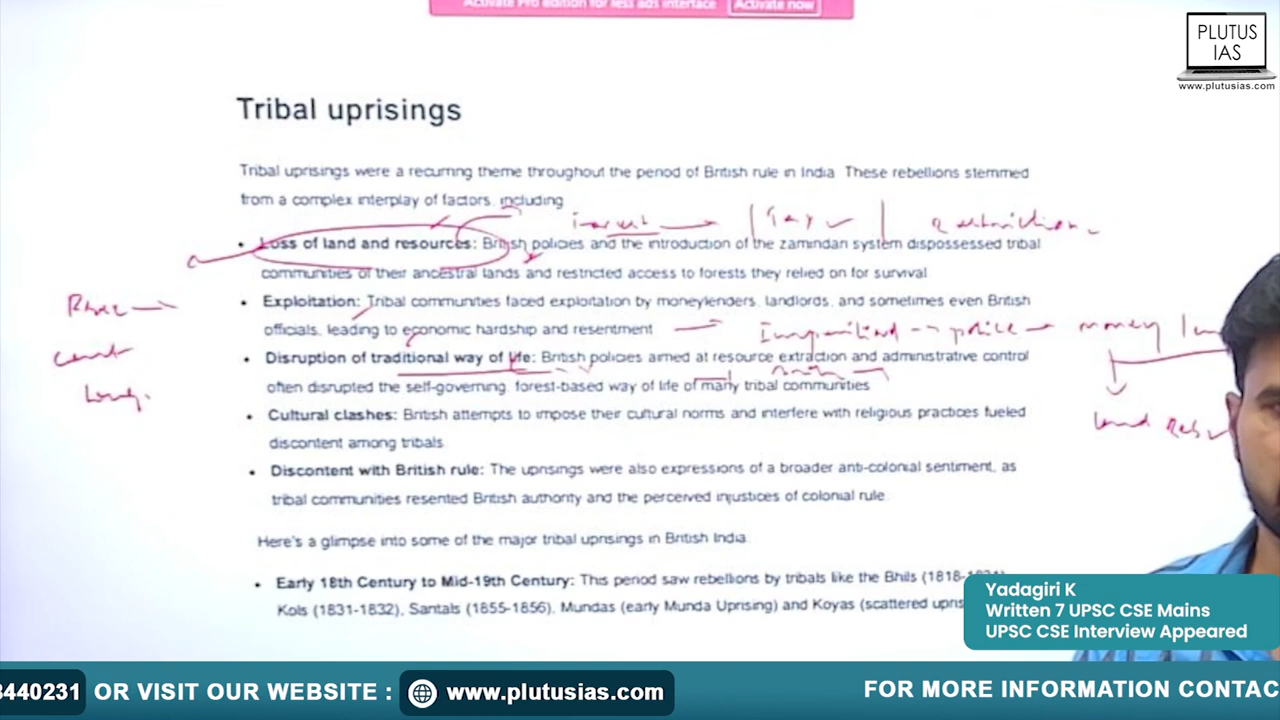 Activate Pro edition for less ads interface Activate now
PLUTUS
IAS
www.plutusias.com
Tribal uprisings
Tribal uprisings were a recurring theme throughout the period of British rule in India. These rebellions stemmed
from a complex interplay of factors, including
→ Tax ✓
• Loss of land and resources: British policies and the introduction of the zamindari system dispossessed tribal
communities of their ancestral lands and restricted access to forests they relied on for survival
• Exploitation: Tribal communities faced exploitation by moneylenders, landlords, and sometimes even British
officials, leading to economic hardship and resentment
→ police → money
• Disruption of traditional way of life: British policies aimed at resource extraction and administrative control
often disrupted the self-governing, forest-based way of life of many tribal communities
• Cultural clashes: British attempts to impose their cultural norms and interfere with religious practices fueled
discontent among tribals
• Discontent with British rule: The uprisings were also expressions of a broader anti-colonial sentiment, as
tribal communities resented British authority and the perceived injustices of colonial rule.
Here's a glimpse into some of the major tribal uprisings in British India
• Early 18th Century to Mid-19th Century: This period saw rebellions by tribals like the Bhils (1818-
Kols (1831-1832), Santals (1855-1856), Mundas (early Munda Uprising) and Koyas (scattered
Yadagiri K
Written 7 UPSC CSE Mains
UPSC CSE Interview Appeared
8440231 OR VISIT OUR WEBSITE : www.plutusias.com FOR MORE INFORMATION CONTAC